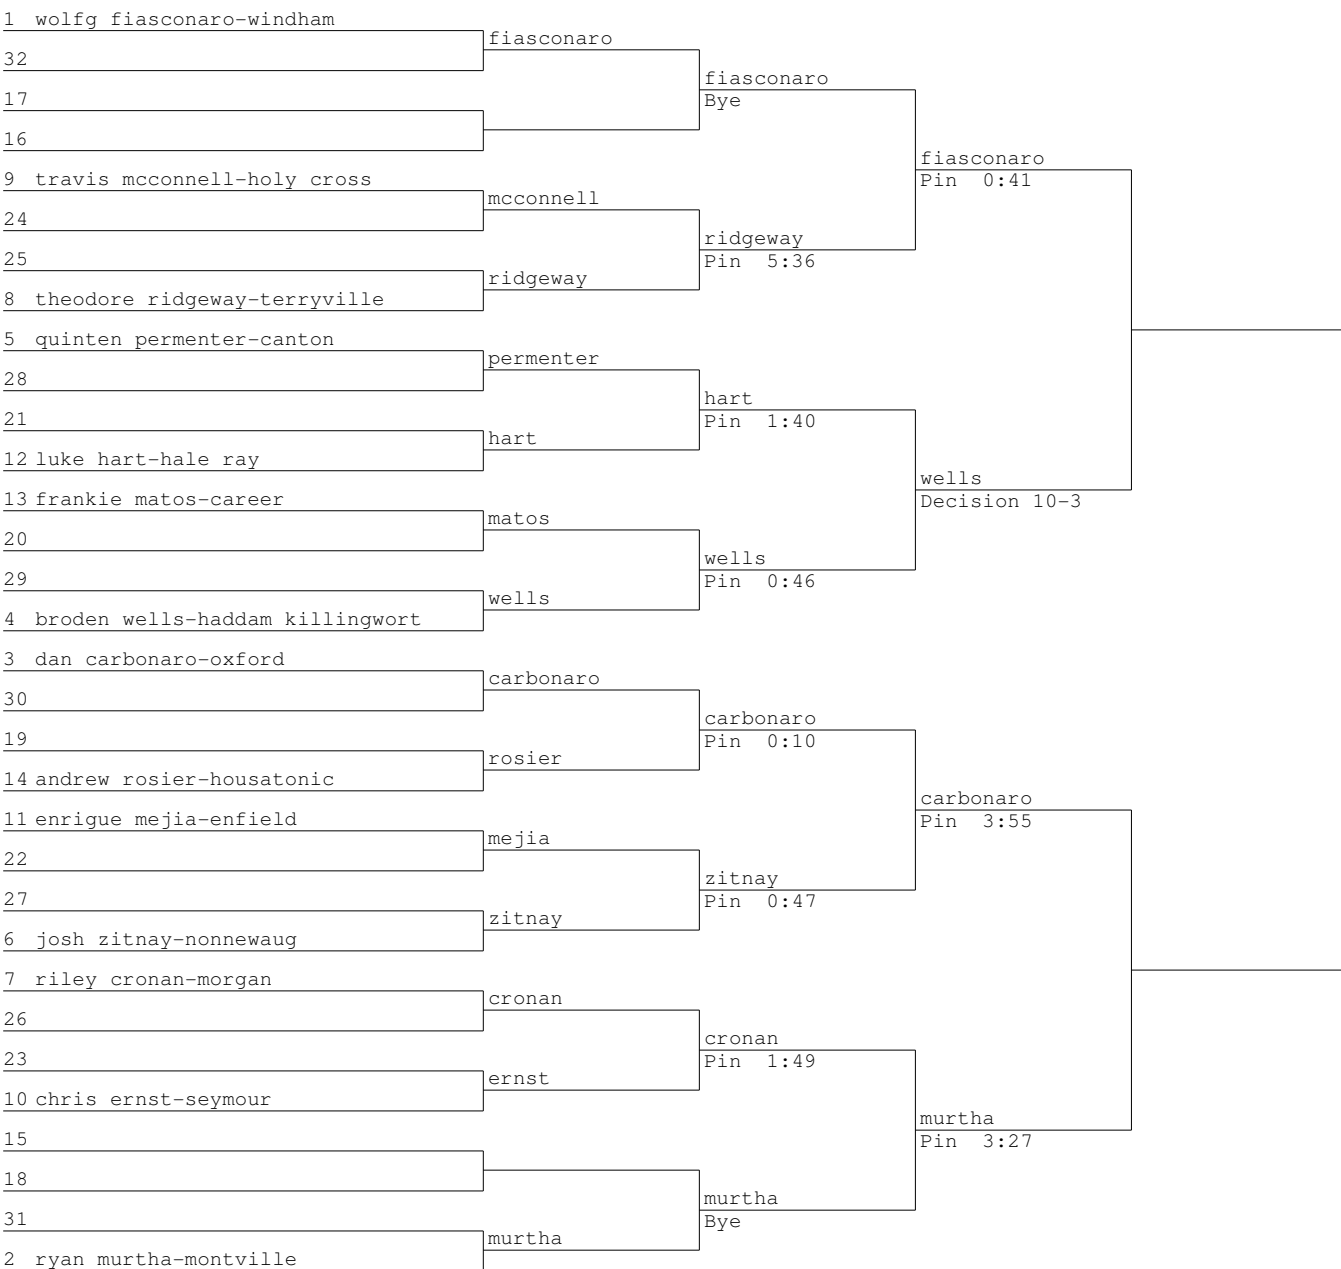 1 wolfg fiasconaro-windham
fiasconaro
32
fiasconaro
17
Bye
16
fiasconaro
9 travis mcconnell-holy cross
Pin 0:41
mcconnell
24
ridgeway
25
Pin 5:36
ridgeway
8 theodore ridgeway-terryville
5 quinten permenter-canton
permenter
28
hart
21
Pin 1:40
hart
12 luke hart-hale ray
wells
13 frankie matos-career
Decision 10-3
matos
20
wells
29
Pin 0:46
wells
4 broden wells-haddam killingwort
3 dan carbonaro-oxford
carbonaro
30
carbonaro
19
Pin 0:10
rosier
14 andrew rosier-housatonic
carbonaro
11 enrigue mejia-enfield
Pin 3:55
mejia
22
zitnay
27
Pin 0:47
zitnay
6 josh zitnay-nonnewaug
7 riley cronan-morgan
cronan
26
cronan
23
Pin 1:49
ernst
10 chris ernst-seymour
murtha
15
Pin 3:27
18
murtha
31
Bye
murtha
2 ryan murtha-montville